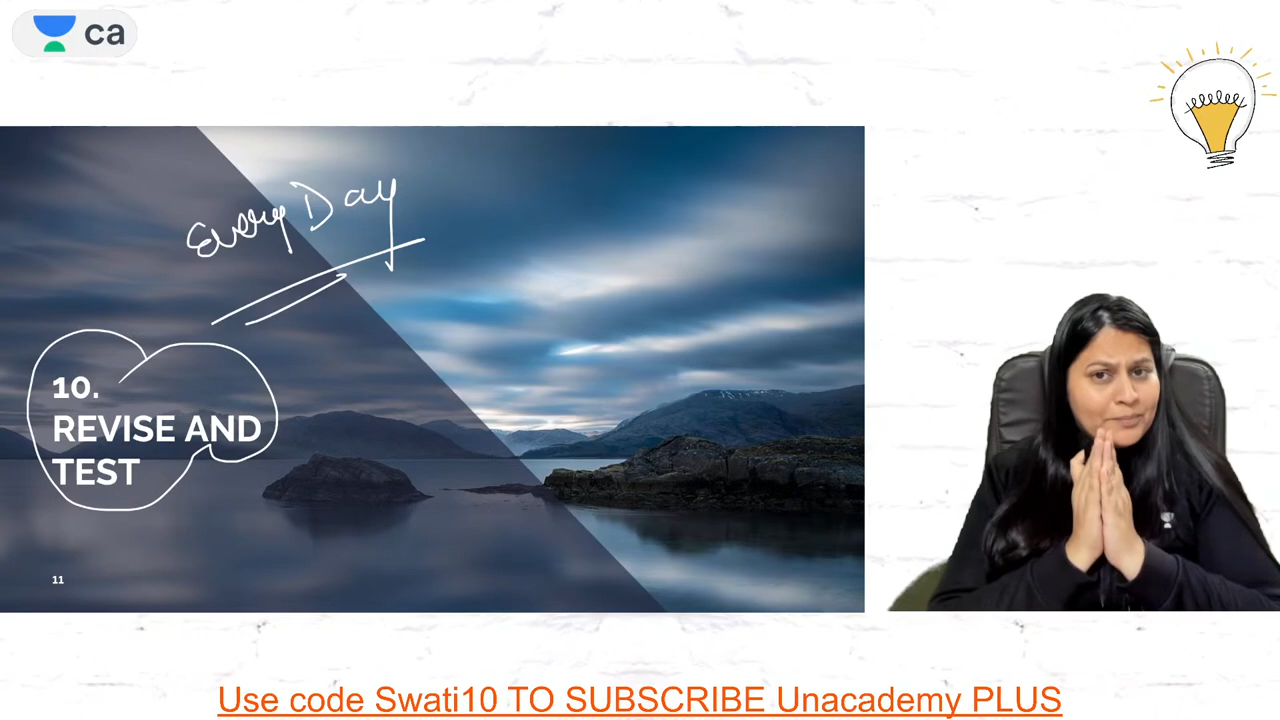 ca
Every Day
10.
REVISE AND
TEST
11
Use code Swati10 TO SUBSCRIBE Unacademy PLUS